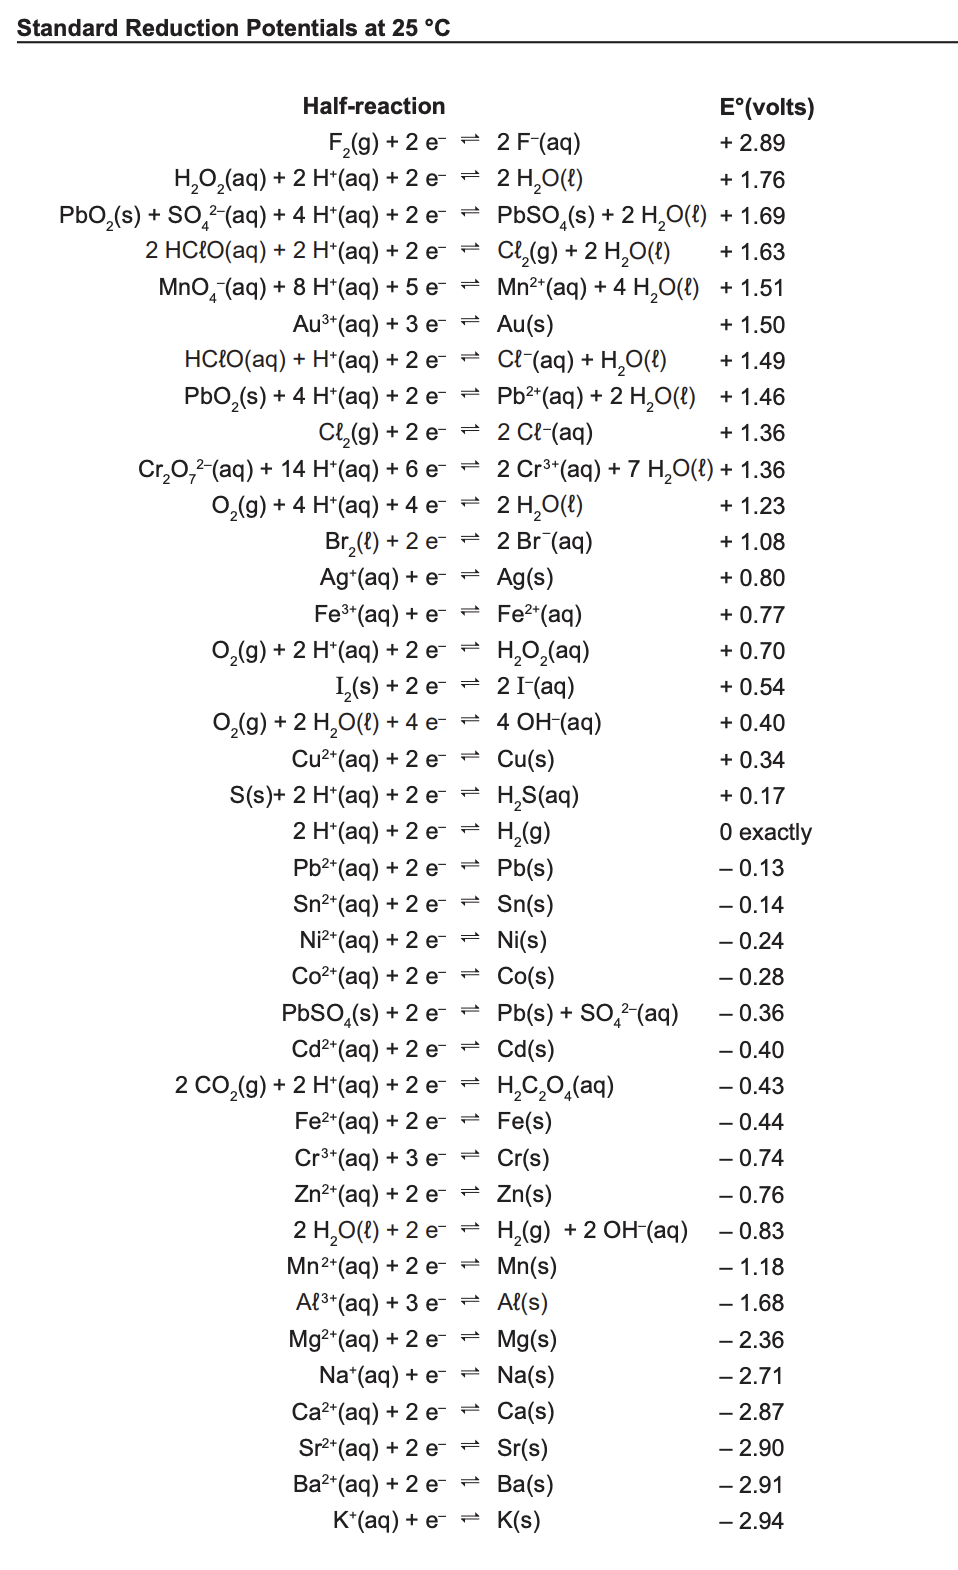 Standard Reduction Potentials at 25 °C
Half-reaction E°(volts)
F₂(g) + 2 e⁻ ⇌ 2 F⁻(aq) + 2.89
H₂O₂(aq) + 2 H⁺(aq) + 2 e⁻ ⇌ 2 H₂O(ℓ) + 1.76
PbO₂(s) + SO₄²⁻(aq) + 4 H⁺(aq) + 2 e⁻ ⇌ PbSO₄(s) + 2 H₂O(ℓ) + 1.69
2 HCℓO(aq) + 2 H⁺(aq) + 2 e⁻ ⇌ Cℓ₂(g) + 2 H₂O(ℓ) + 1.63
MnO₄⁻(aq) + 8 H⁺(aq) + 5 e⁻ ⇌ Mn²⁺(aq) + 4 H₂O(ℓ) + 1.51
Au³⁺(aq) + 3 e⁻ ⇌ Au(s) + 1.50
HCℓO(aq) + H⁺(aq) + 2 e⁻ ⇌ Cℓ⁻(aq) + H₂O(ℓ) + 1.49
PbO₂(s) + 4 H⁺(aq) + 2 e⁻ ⇌ Pb²⁺(aq) + 2 H₂O(ℓ) + 1.46
Cℓ₂(g) + 2 e⁻ ⇌ 2 Cℓ⁻(aq) + 1.36
Cr₂O₇²⁻(aq) + 14 H⁺(aq) + 6 e⁻ ⇌ 2 Cr³⁺(aq) + 7 H₂O(ℓ) + 1.36
O₂(g) + 4 H⁺(aq) + 4 e⁻ ⇌ 2 H₂O(ℓ) + 1.23
Br₂(ℓ) + 2 e⁻ ⇌ 2 Br⁻(aq) + 1.08
Ag⁺(aq) + e⁻ ⇌ Ag(s) + 0.80
Fe³⁺(aq) + e⁻ ⇌ Fe²⁺(aq) + 0.77
O₂(g) + 2 H⁺(aq) + 2 e⁻ ⇌ H₂O₂(aq) + 0.70
I₂(s) + 2 e⁻ ⇌ 2 I⁻(aq) + 0.54
O₂(g) + 2 H₂O(ℓ) + 4 e⁻ ⇌ 4 OH⁻(aq) + 0.40
Cu²⁺(aq) + 2 e⁻ ⇌ Cu(s) + 0.34
S(s)+ 2 H⁺(aq) + 2 e⁻ ⇌ H₂S(aq) + 0.17
2 H⁺(aq) + 2 e⁻ ⇌ H₂(g) 0 exactly
Pb²⁺(aq) + 2 e⁻ ⇌ Pb(s) – 0.13
Sn²⁺(aq) + 2 e⁻ ⇌ Sn(s) – 0.14
Ni²⁺(aq) + 2 e⁻ ⇌ Ni(s) – 0.24
Co²⁺(aq) + 2 e⁻ ⇌ Co(s) – 0.28
PbSO₄(s) + 2 e⁻ ⇌ Pb(s) + SO₄²⁻(aq) – 0.36
Cd²⁺(aq) + 2 e⁻ ⇌ Cd(s) – 0.40
2 CO₂(g) + 2 H⁺(aq) + 2 e⁻ ⇌ H₂C₂O₄(aq) – 0.43
Fe²⁺(aq) + 2 e⁻ ⇌ Fe(s) – 0.44
Cr³⁺(aq) + 3 e⁻ ⇌ Cr(s) – 0.74
Zn²⁺(aq) + 2 e⁻ ⇌ Zn(s) – 0.76
2 H₂O(ℓ) + 2 e⁻ ⇌ H₂(g) + 2 OH⁻(aq) – 0.83
Mn²⁺(aq) + 2 e⁻ ⇌ Mn(s) – 1.18
Aℓ³⁺(aq) + 3 e⁻ ⇌ Aℓ(s) – 1.68
Mg²⁺(aq) + 2 e⁻ ⇌ Mg(s) – 2.36
Na⁺(aq) + e⁻ ⇌ Na(s) – 2.71
Ca²⁺(aq) + 2 e⁻ ⇌ Ca(s) – 2.87
Sr²⁺(aq) + 2 e⁻ ⇌ Sr(s) – 2.90
Ba²⁺(aq) + 2 e⁻ ⇌ Ba(s) – 2.91
K⁺(aq) + e⁻ ⇌ K(s) – 2.94